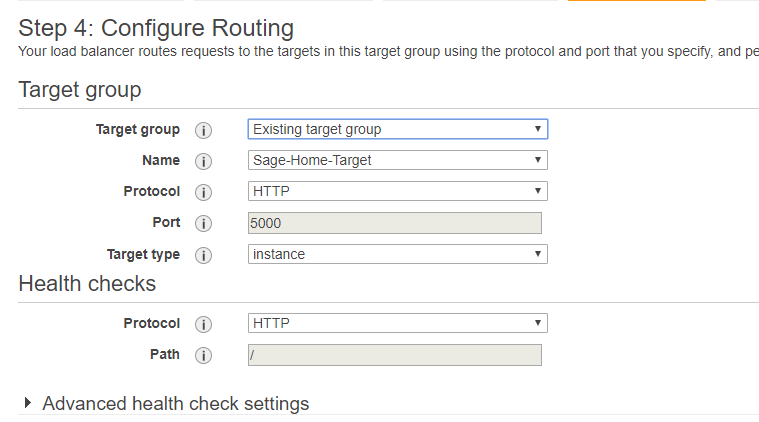 Step 4: Configure Routing
Your load balancer routes requests to the targets in this target group using the protocol and port that you specify, and pe
Target group
Target group i Existing target group
Name i Sage-Home-Target
Protocol i HTTP
Port i 5000
Target type i instance
Health checks
Protocol i HTTP
Path i /
Advanced health check settings